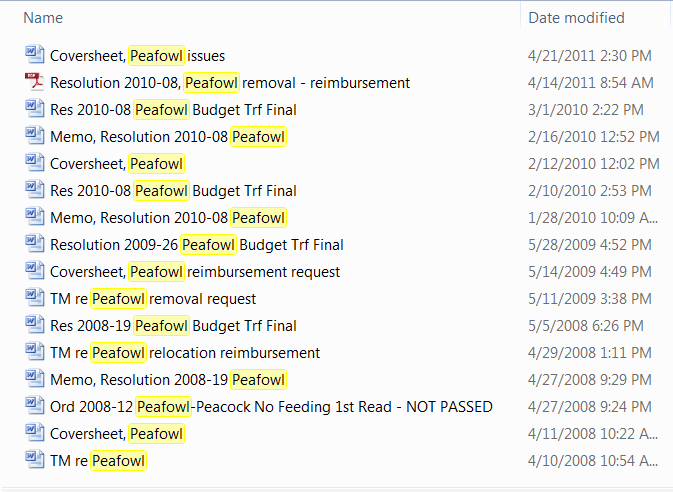 Name Date modified
Coversheet, Peafowl issues 4/21/2011 2:30 PM
Resolution 2010-08, Peafowl removal - reimbursement 4/14/2011 8:54 AM
Res 2010-08 Peafowl Budget Trf Final 3/1/2010 2:22 PM
Memo, Resolution 2010-08 Peafowl 2/16/2010 12:52 PM
Coversheet, Peafowl 2/12/2010 12:02 PM
Res 2010-08 Peafowl Budget Trf Final 2/10/2010 2:53 PM
Memo, Resolution 2010-08 Peafowl 1/28/2010 10:09 A...
Resolution 2009-26 Peafowl Budget Trf Final 5/28/2009 4:52 PM
Coversheet, Peafowl reimbursement request 5/14/2009 4:49 PM
TM re Peafowl removal request 5/11/2009 3:38 PM
Res 2008-19 Peafowl Budget Trf Final 5/5/2008 6:26 PM
TM re Peafowl relocation reimbursement 4/29/2008 1:11 PM
Memo, Resolution 2008-19 Peafowl 4/27/2008 9:29 PM
Ord 2008-12 Peafowl-Peacock No Feeding 1st Read - NOT PASSED 4/27/2008 9:24 PM
Coversheet, Peafowl 4/11/2008 10:22 A...
TM re Peafowl 4/10/2008 10:54 A...